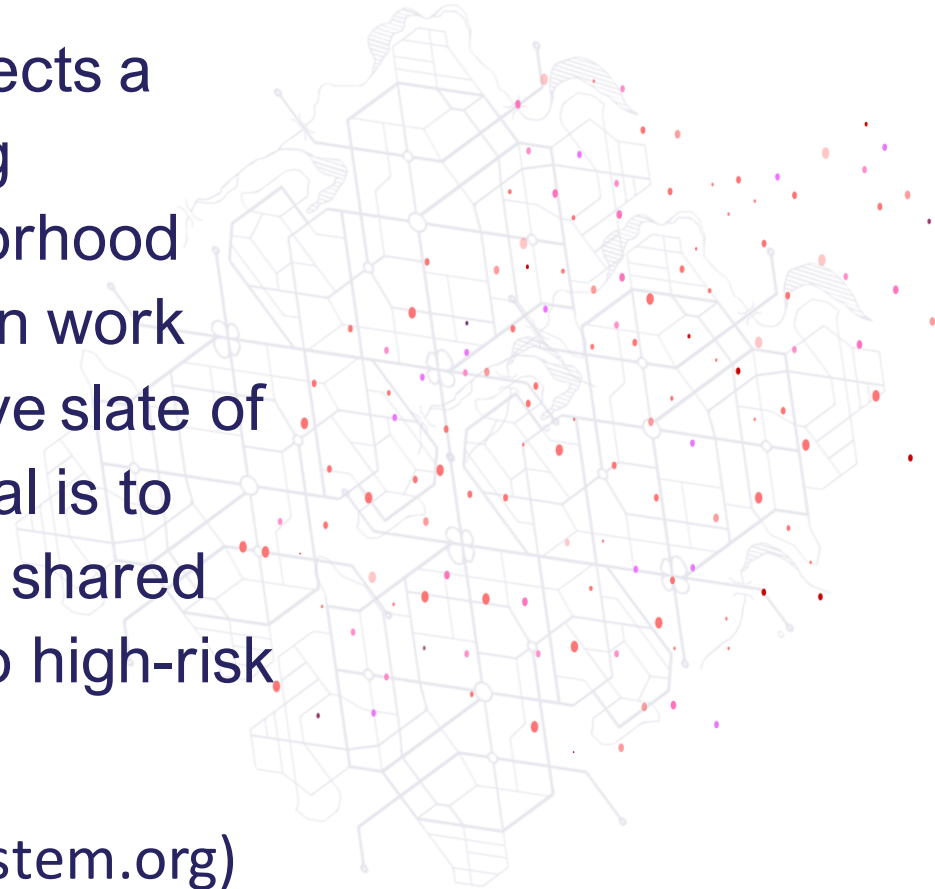 ects a
g
orhood
n work
ve slate of
al is to
shared
o high-risk
stem.org)